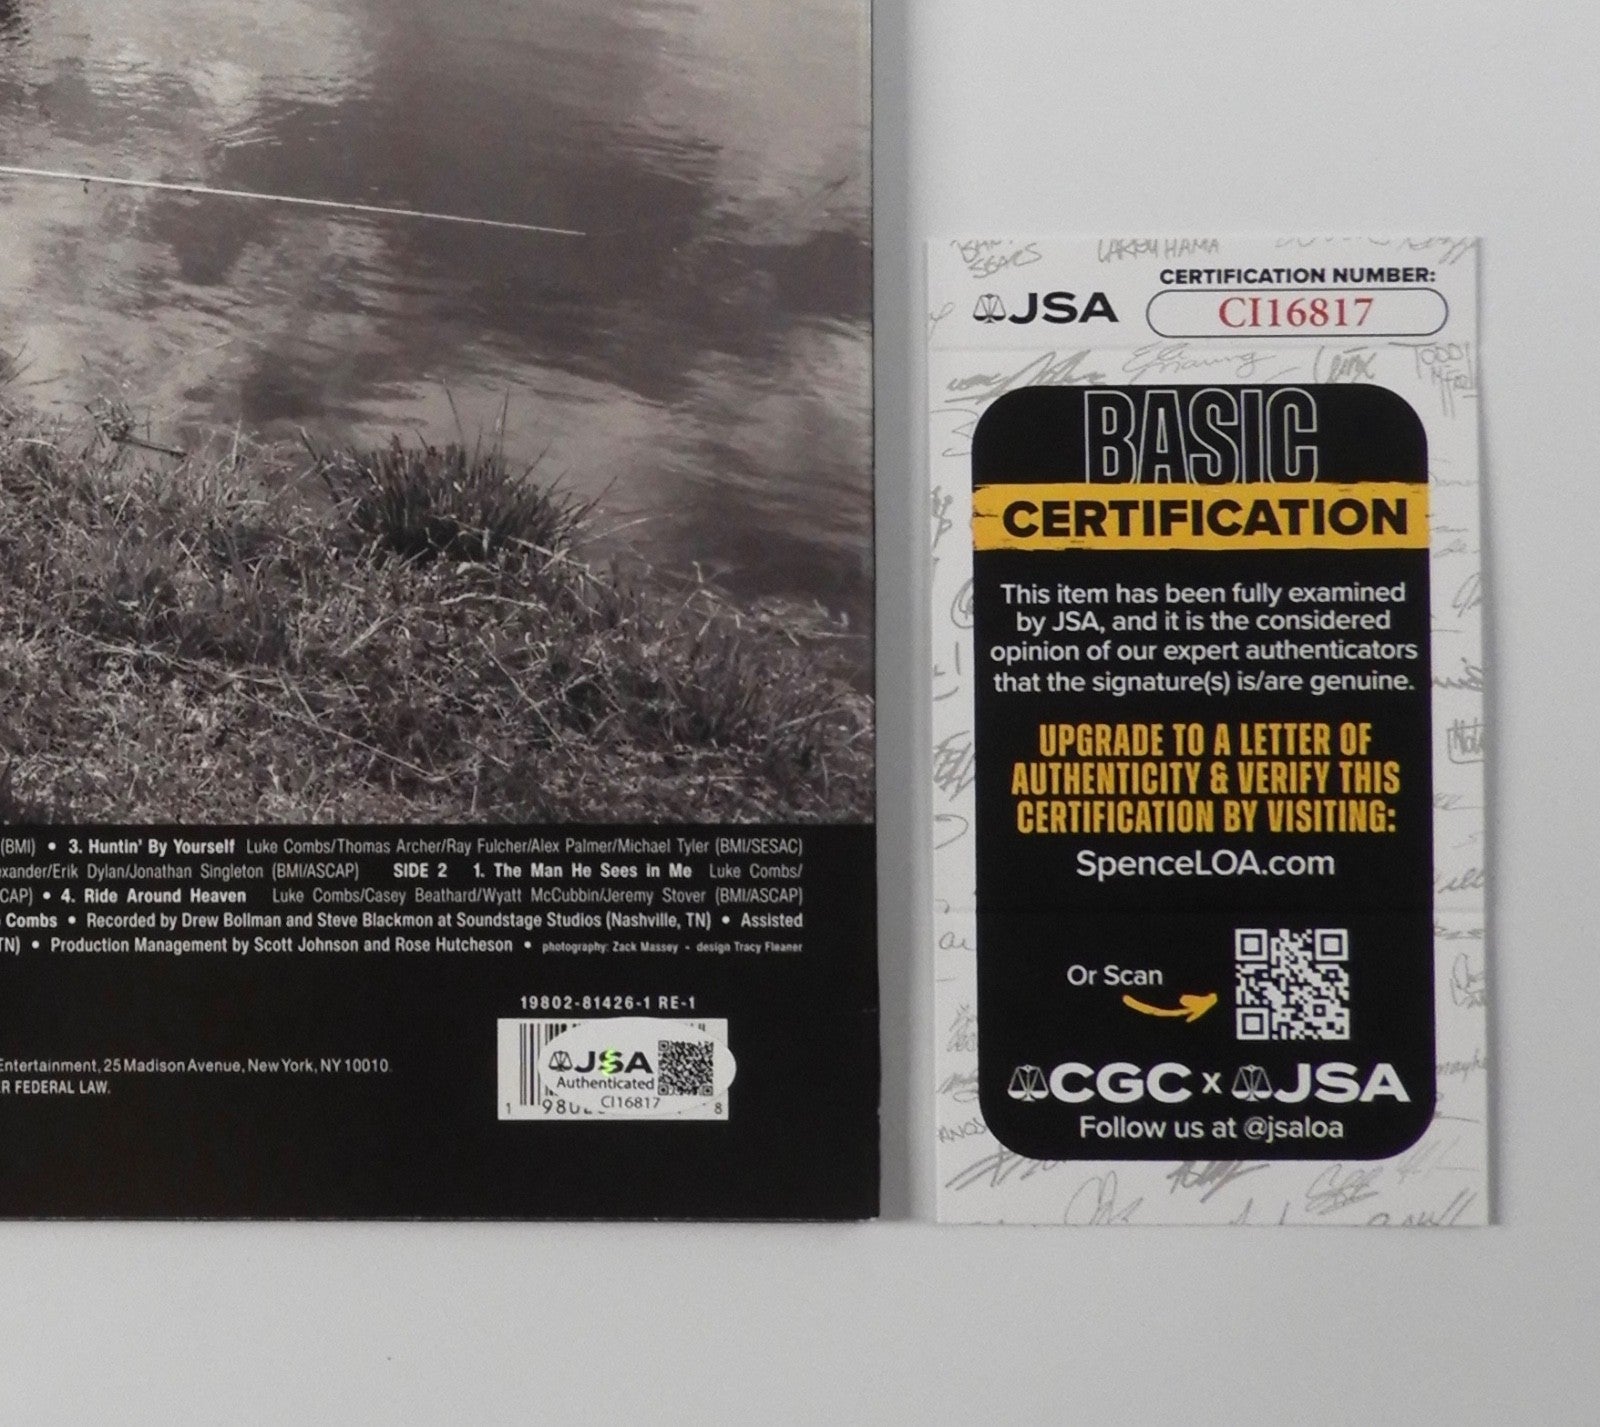 (BMI) • 3. Huntin' By Yourself Luke Combs/Thomas Archer/Ray Fulcher/Alex Palmer/Michael Tyler (BMI/SESAC)
xander/Erik Dylan/Jonathan Singleton (BMI/ASCAP) SIDE 2 1. The Man He Sees in Me Luke Combs/
CAP) • 4. Ride Around Heaven Luke Combs/Casey Beathard/Wyatt McCubbin/Jeremy Stover (BMI/ASCAP)
Combs • Recorded by Drew Bollman and Steve Blackmon at Soundstage Studios (Nashville, TN) • Assisted
TN) • Production Management by Scott Johnson and Rose Hutcheson • photography: Zack Massey - design Tracy Fleaner
19802-81426-1 RE-1
Entertainment, 25 Madison Avenue, New York, NY 10010.
R FEDERAL LAW.
JSA
Authenticated
CI16817
1 980 8
LARRY HAMA
CERTIFICATION NUMBER:
JSA CI16817
BASIC
CERTIFICATION
This item has been fully examined
by JSA, and it is the considered
opinion of our expert authenticators
that the signature(s) is/are genuine.
UPGRADE TO A LETTER OF
AUTHENTICITY & VERIFY THIS
CERTIFICATION BY VISITING:
SpenceLOA.com
Or Scan
CGC x JSA
Follow us at @jsaloa